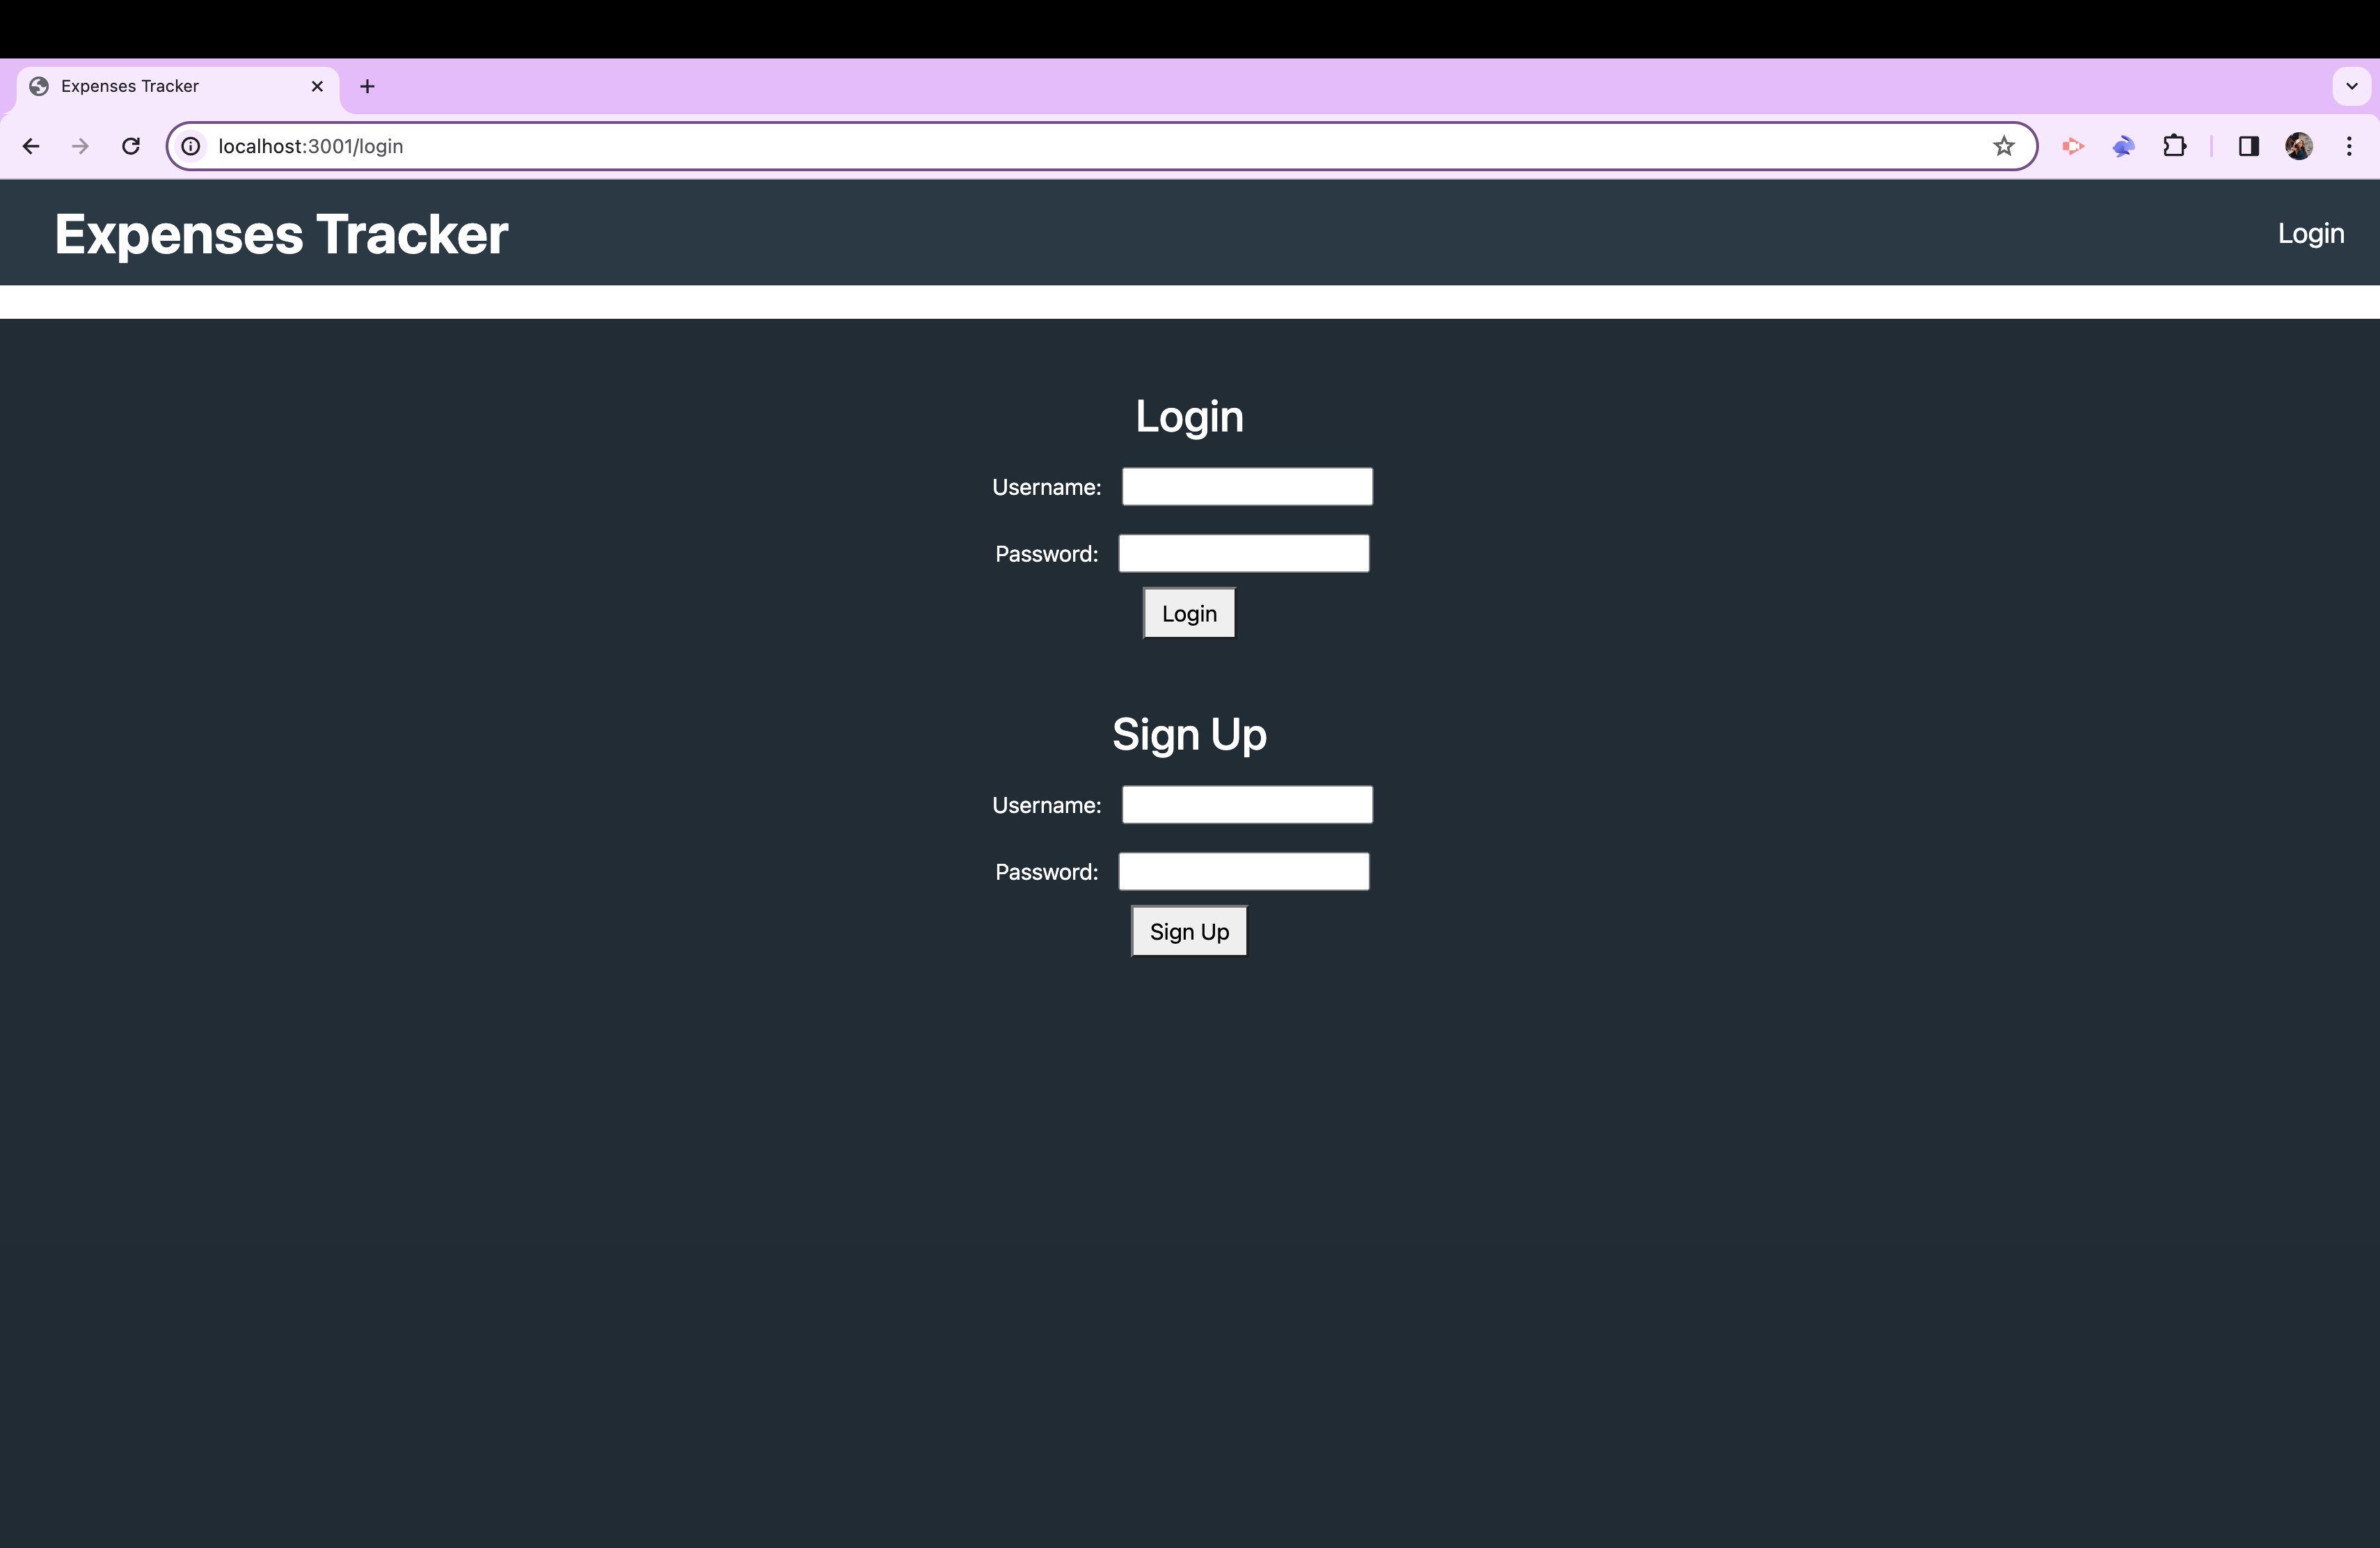 Expenses Tracker
localhost:3001/login
Expenses Tracker Login
Login
Username:
Password:
Login
Sign Up
Username:
Password:
Sign Up